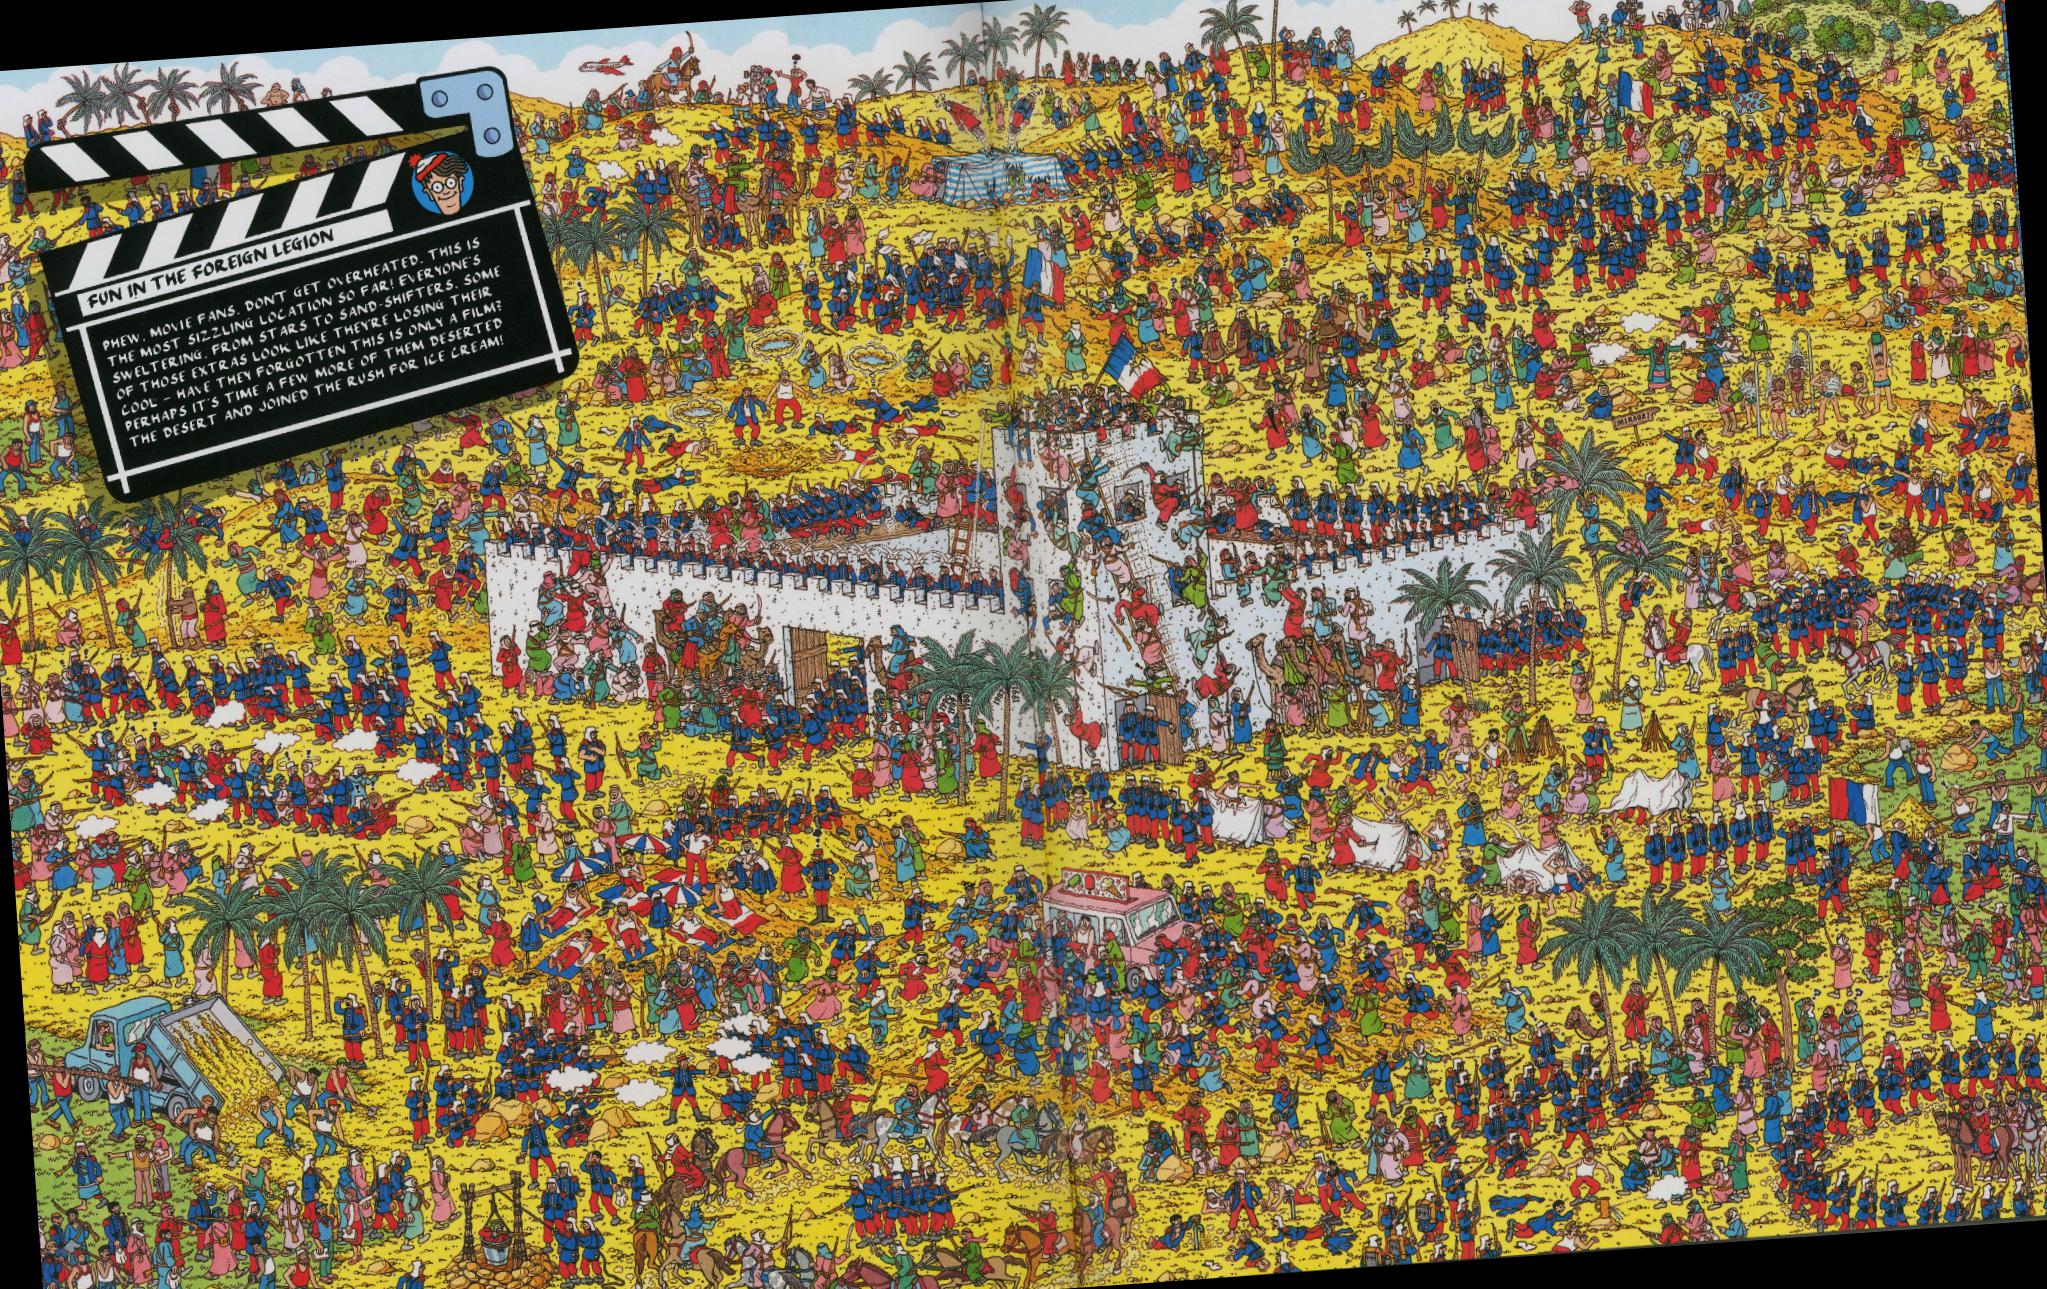 FUN IN THE FOREIGN LEGION
PHEW, MOVIE FANS, DON'T GET OVERHEATED. THIS IS
THE MOST SIZZLING LOCATION SO FAR! EVERYONE'S
SWELTERING, FROM STARS TO SAND-SHIFTERS. SOME
OF THOSE EXTRAS LOOK LIKE THEY'RE LOSING THEIR
COOL – HAVE THEY FORGOTTEN THIS IS ONLY A FILM?
PERHAPS IT'S TIME A FEW MORE OF THEM DESERTED
THE DESERT AND JOINED THE RUSH FOR ICE CREAM!
MIRAGE!